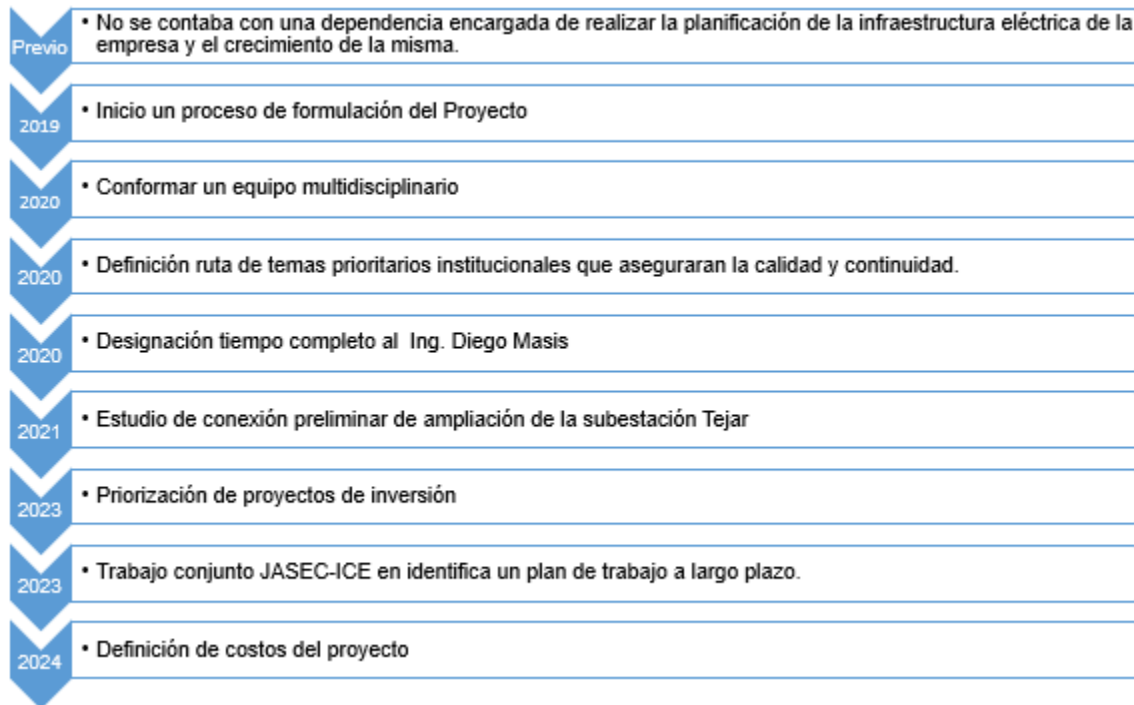 • No se contaba con una dependencia encargada de realizar la planificación de la infraestructura eléctrica de la
Previo
empresa y el crecimiento de la misma.
• Inicio un proceso de formulación del Proyecto
2019
• Conformar un equipo multidisciplinario
2020
• Definición ruta de temas prioritarios institucionales que aseguraran la calidad y continuidad.
2020
• Designación tiempo completo al Ing. Diego Masis
2020
• Estudio de conexión preliminar de ampliación de la subestación Tejar
2021
• Priorización de proyectos de inversión
2023
• Trabajo conjunto JASEC-ICE en identifica un plan de trabajo a largo plazo.
2023
• Definición de costos del proyecto
2024